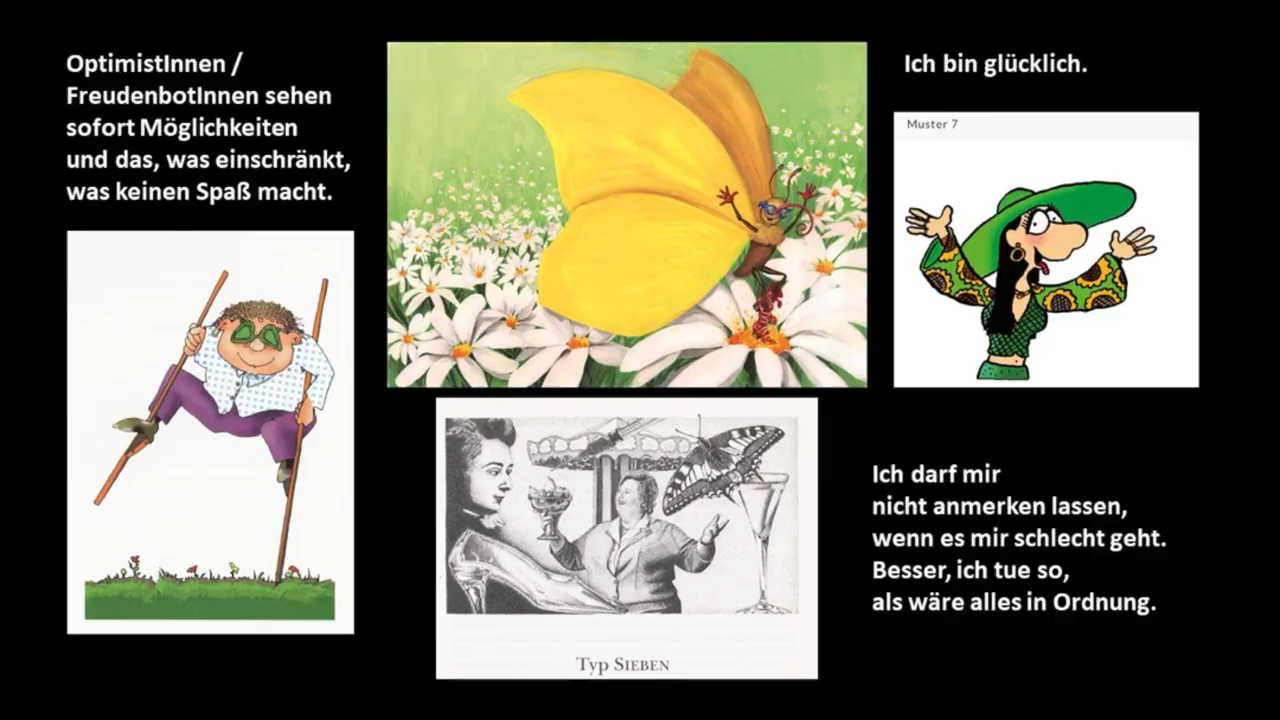 OptimistInnen /
FreudenbotInnen sehen
sofort Möglichkeiten
und das, was einschränkt,
was keinen Spaß macht.
Ich bin glücklich.
Muster 7
Typ SIEBEN
Ich darf mir
nicht anmerken lassen,
wenn es mir schlecht geht.
Besser, ich tue so,
als wäre alles in Ordnung.